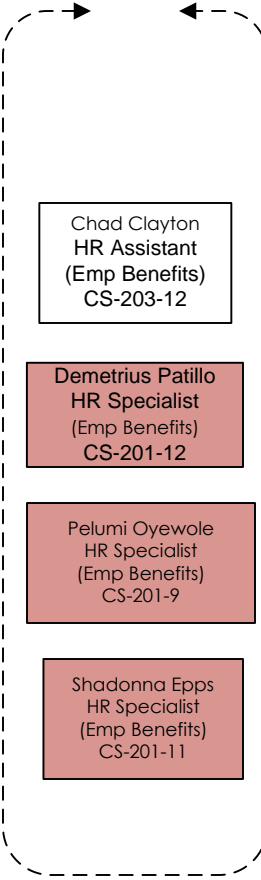 Chad Clayton
HR Assistant
(Emp Benefits)
CS-203-12
Demetrius Patillo
HR Specialist
(Emp Benefits)
CS-201-12
Pelumi Oyewole
HR Specialist
(Emp Benefits)
CS-201-9
Shadonna Epps
HR Specialist
(Emp Benefits)
CS-201-11